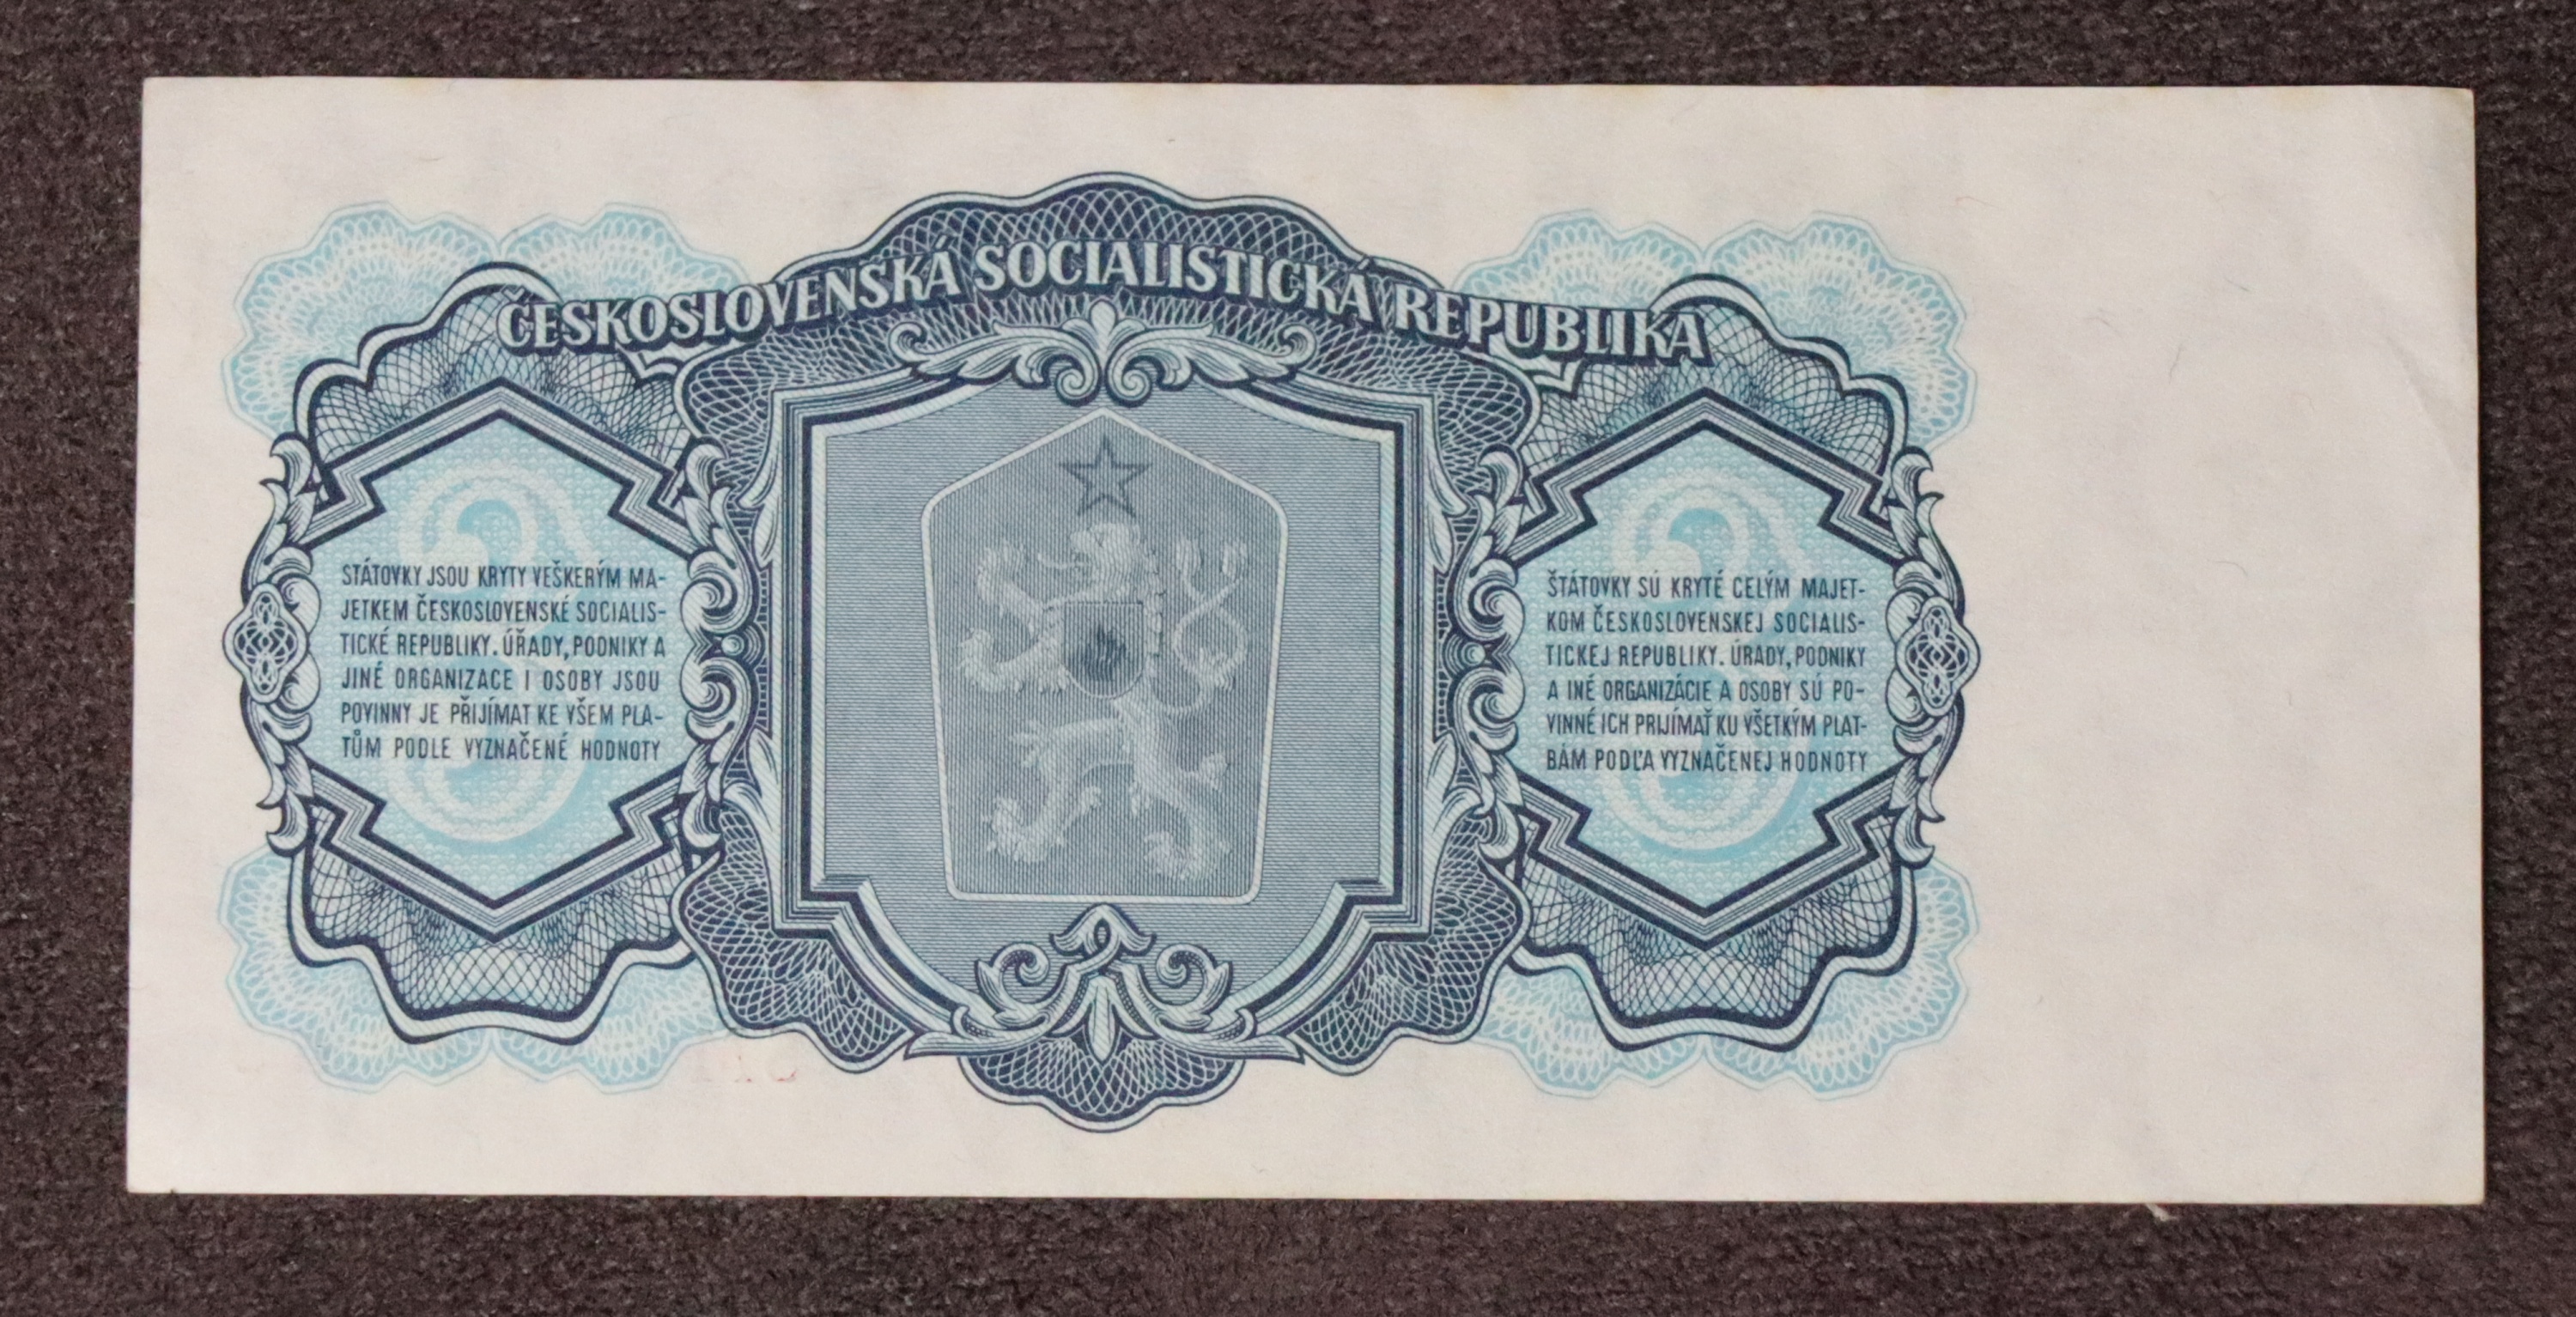 ČESKOSLOVENSKÁ SOCIALISTICKÁ REPUBLIKA
3
STÁTOVKY JSOU KRYTY VEŠKERÝM MA-
JETKEM ČESKOSLOVENSKÉ SOCIALIS-
TICKÉ REPUBLIKY. ÚŘADY, PODNIKY A
JINÉ ORGANIZACE I OSOBY JSOU
POVINNY JE PŘIJÍMAT KE VŠEM PLA-
TŮM PODLE VYZNAČENÉ HODNOTY
3
ŠTÁTOVKY SÚ KRYTÉ CELÝM MAJET-
KOM ČESKOSLOVENSKEJ SOCIALIS-
TICKEJ REPUBLIKY. ÚRADY, PODNIKY
A INÉ ORGANIZÁCIE A OSOBY SÚ PO-
VINNÉ ICH PRIJÍMAŤ KU VŠETKÝM PLAT-
BÁM PODĽA VYZNAČENEJ HODNOTY